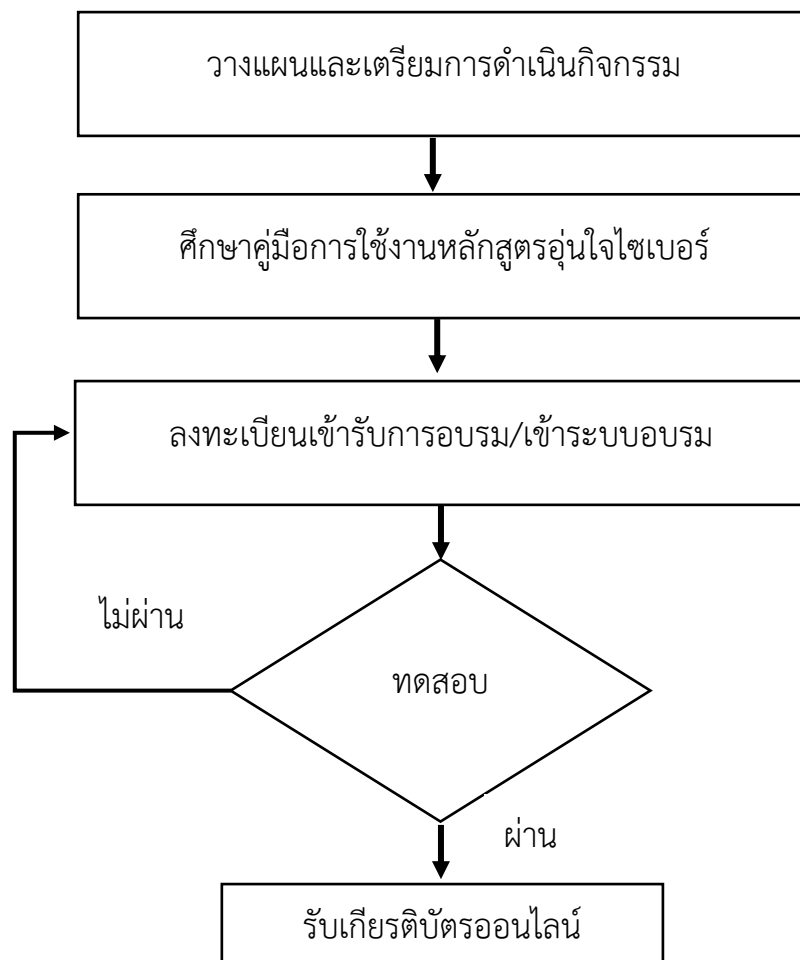 วางแผนและเตรียมการดำเนินกิจกรรม
ศึกษาคู่มือการใช้งานหลักสูตรอุ่นใจไซเบอร์
ลงทะเบียนเข้ารับการอบรม/เข้าระบบอบรม
ไม่ผ่าน
ทดสอบ
ผ่าน
รับเกียรติบัตรออนไลน์